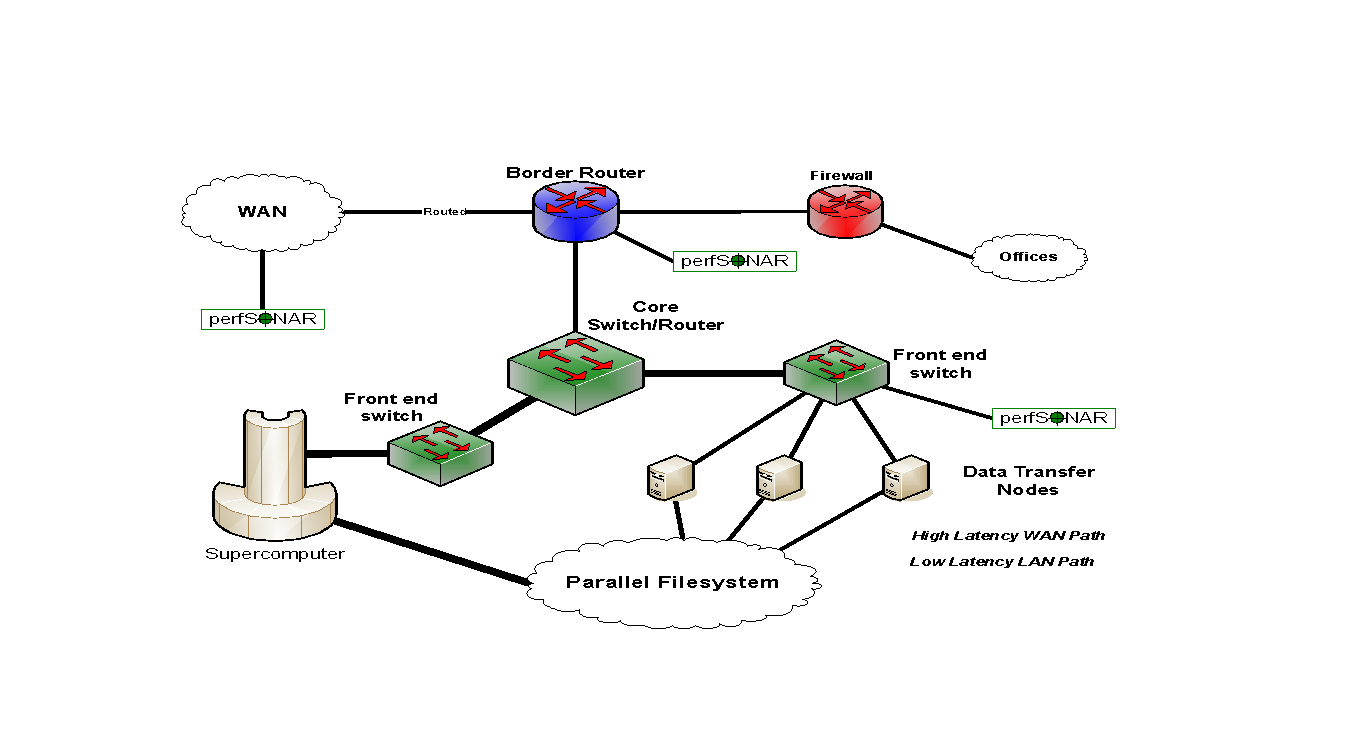 Border Router
Firewall
WAN
Routed
perfSONAR
Offices
perfSONAR
Core
Switch/Router
Front end
switch
Front end
switch
perfSONAR
Data Transfer
Nodes
High Latency WAN Path
Supercomputer
Low Latency LAN Path
Parallel Filesystem